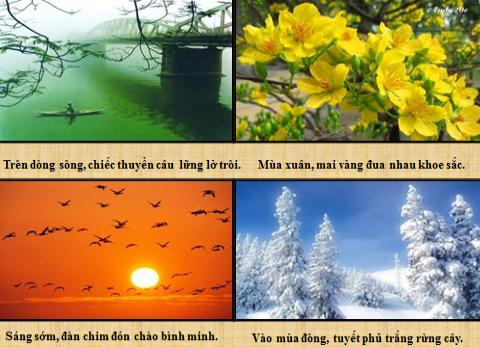 Trên dòng sông, chiếc thuyền câu lững lờ trôi.
Mùa xuân, mai vàng đua nhau khoe sắc.
Sáng sớm, đàn chim đón chào bình minh.
Vào mùa đông, tuyết phủ trắng rừng cây.